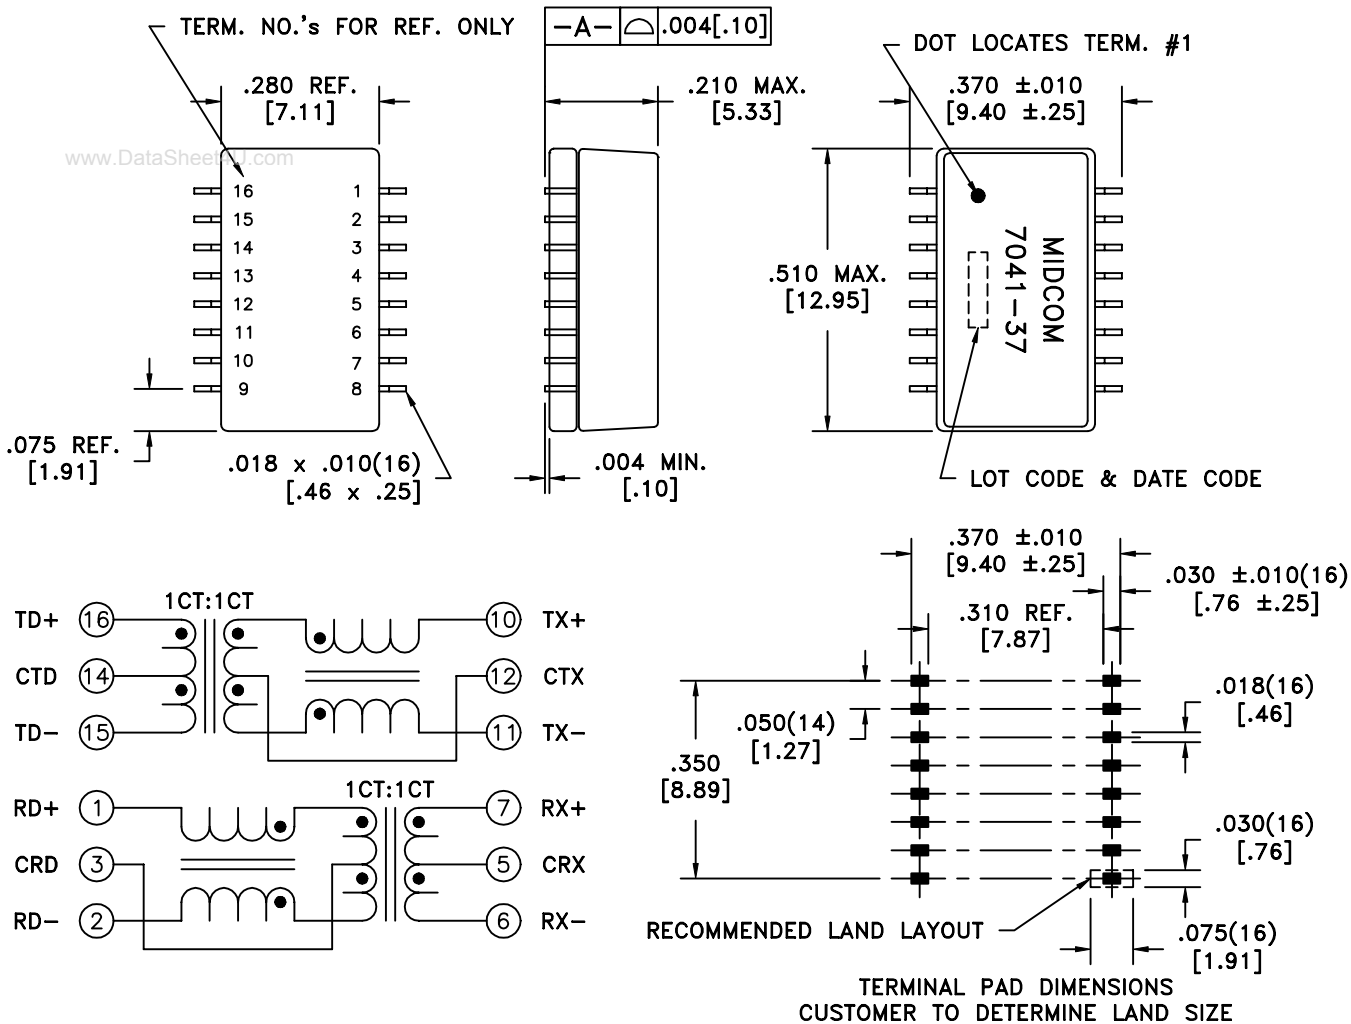 TERM. NO.'s FOR REF. ONLY
-A- .004[.10]
DOT LOCATES TERM. #1
.280 REF.
[7.11]
.210 MAX.
[5.33]
.370 ±.010
[9.40 ±.25]
www.DataSheet4U.com
16 1
15 2
14 3
13 4
12 5
11 6
10 7
9 8
.510 MAX.
[12.95]
MIDCOM
7041-37
.075 REF.
[1.91]
.018 x .010(16)
[.46 x .25]
.004 MIN.
[.10]
LOT CODE & DATE CODE
1CT:1CT
TD+ 16 10 TX+
CTD 14 12 CTX
TD- 15 11 TX-
1CT:1CT
RD+ 1 7 RX+
CRD 3 5 CRX
RD- 2 6 RX-
.370 ±.010
[9.40 ±.25]
.030 ±.010(16)
[.76 ±.25]
.310 REF.
[7.87]
.018(16)
[.46]
.050(14)
[1.27]
.350
[8.89]
.030(16)
[.76]
RECOMMENDED LAND LAYOUT
.075(16)
[1.91]
TERMINAL PAD DIMENSIONS
CUSTOMER TO DETERMINE LAND SIZE